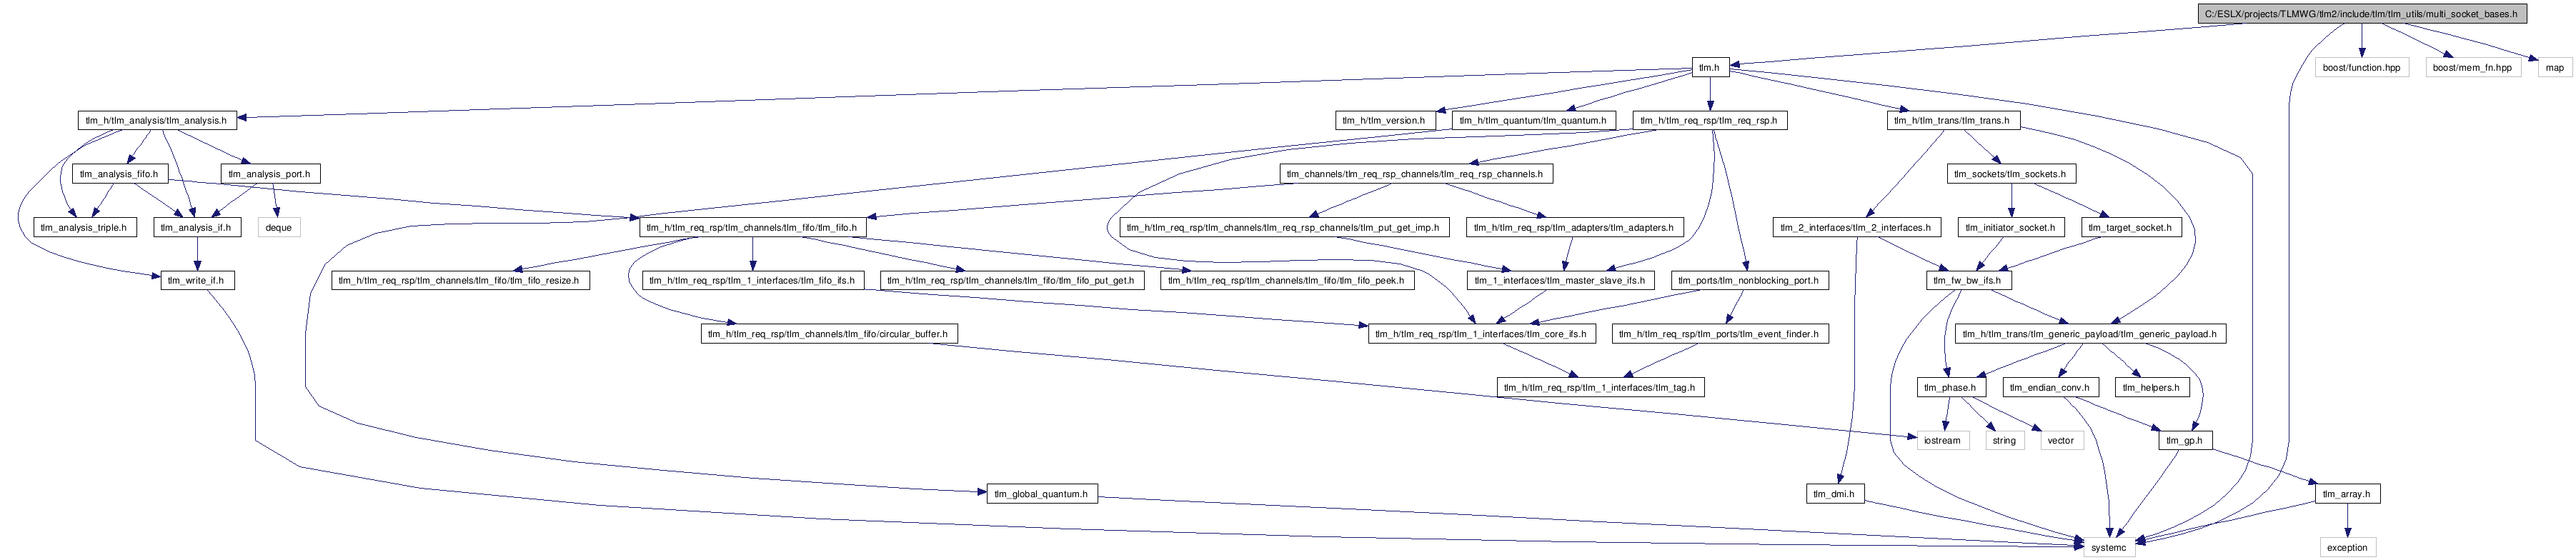 C:/ESLX/projects/TLMWG/tlm2/include/tlm/tlm_utils/multi_socket_bases.h
tlm.h
boost/function.hpp
boost/mem_fn.hpp
map
tlm_h/tlm_analysis/tlm_analysis.h
tlm_h/tlm_version.h
tlm_h/tlm_quantum/tlm_quantum.h
tlm_h/tlm_req_rsp/tlm_req_rsp.h
tlm_h/tlm_trans/tlm_trans.h
tlm_analysis_fifo.h
tlm_analysis_port.h
tlm_channels/tlm_req_rsp_channels/tlm_req_rsp_channels.h
tlm_sockets/tlm_sockets.h
tlm_analysis_triple.h
tlm_analysis_if.h
deque
tlm_h/tlm_req_rsp/tlm_channels/tlm_fifo/tlm_fifo.h
tlm_h/tlm_req_rsp/tlm_channels/tlm_req_rsp_channels/tlm_put_get_imp.h
tlm_h/tlm_req_rsp/tlm_adapters/tlm_adapters.h
tlm_2_interfaces/tlm_2_interfaces.h
tlm_initiator_socket.h
tlm_target_socket.h
tlm_write_if.h
tlm_h/tlm_req_rsp/tlm_channels/tlm_fifo/tlm_fifo_resize.h
tlm_h/tlm_req_rsp/tlm_1_interfaces/tlm_fifo_ifs.h
tlm_h/tlm_req_rsp/tlm_channels/tlm_fifo/tlm_fifo_put_get.h
tlm_h/tlm_req_rsp/tlm_channels/tlm_fifo/tlm_fifo_peek.h
tlm_1_interfaces/tlm_master_slave_ifs.h
tlm_ports/tlm_nonblocking_port.h
tlm_fw_bw_ifs.h
tlm_h/tlm_req_rsp/tlm_channels/tlm_fifo/circular_buffer.h
tlm_h/tlm_req_rsp/tlm_1_interfaces/tlm_core_ifs.h
tlm_h/tlm_req_rsp/tlm_ports/tlm_event_finder.h
tlm_h/tlm_trans/tlm_generic_payload/tlm_generic_payload.h
tlm_h/tlm_req_rsp/tlm_1_interfaces/tlm_tag.h
tlm_phase.h
tlm_endian_conv.h
tlm_helpers.h
iostream
string
vector
tlm_gp.h
tlm_global_quantum.h
tlm_dmi.h
tlm_array.h
systemc
exception